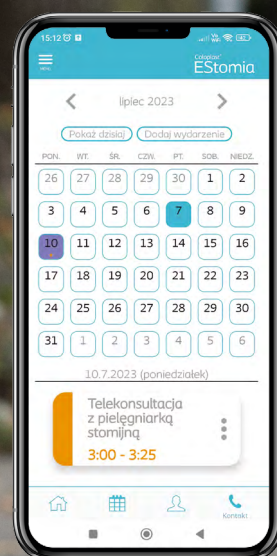 15:12
Menu
Coloplast®
EStomia
lipiec 2023
Pokaż dzisiaj Dodaj wydarzenie
PON. WT. ŚR. CZW. PT. SOB. NIEDZ.
26 27 28 29 30 1 2
3 4 5 6 7 8 9
10 11 12 13 14 15 16
17 18 19 20 21 22 23
24 25 26 27 28 29 30
31 1 2 3 4 5 6
10.7.2023 (poniedziałek)
Telekonsultacja
z pielęgniarką
stomijną
3:00 - 3:25
Kontakt